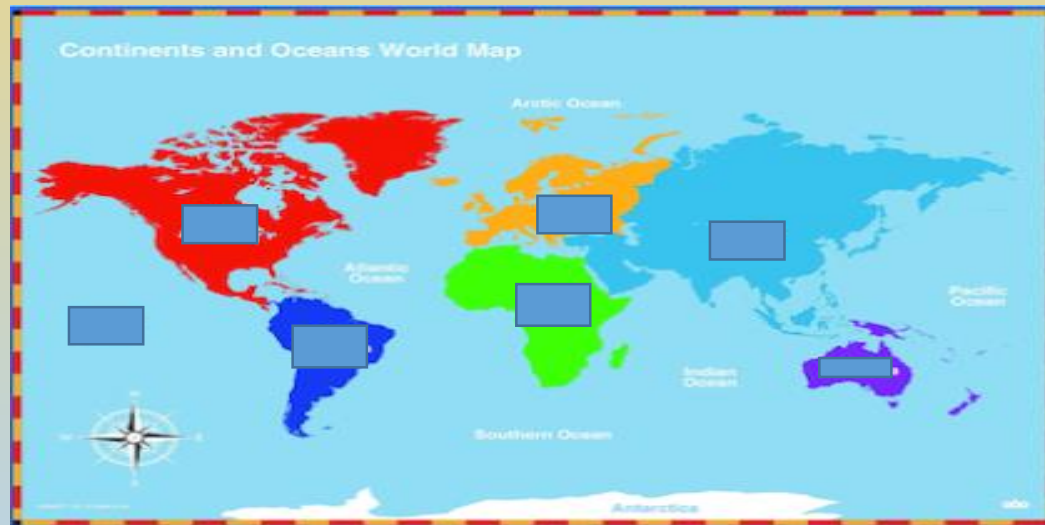 Continents and Oceans World Map
Arctic Ocean
Atlantic
Ocean
Pacific
Ocean
Indian
Ocean
Southern Ocean
Antarctica